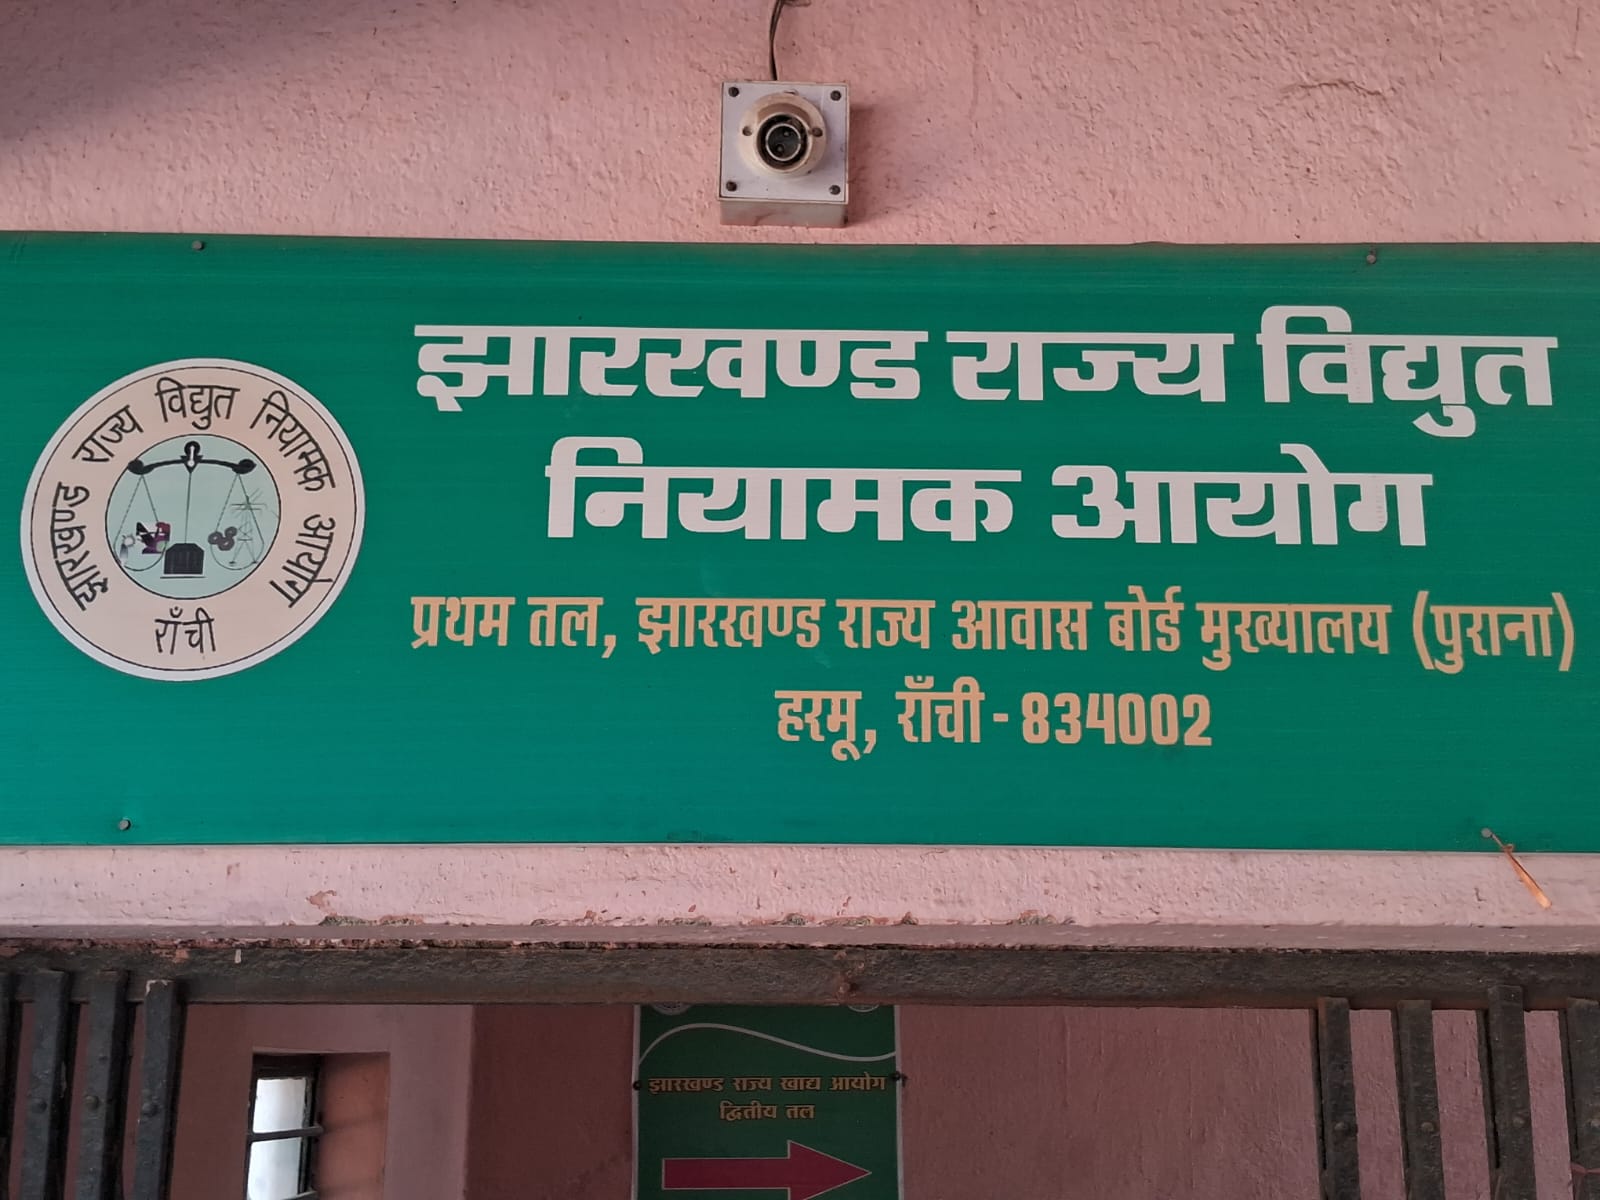 झारखण्ड राज्य विद्युत नियामक आयोग
राँची
झारखण्ड राज्य विद्युत
नियामक आयोग
प्रथम तल, झारखण्ड राज्य आवास बोर्ड मुख्यालय (पुराना)
हरमू, राँची - 834002
झारखण्ड राज्य खाद्य आयोग
द्वितीय तल